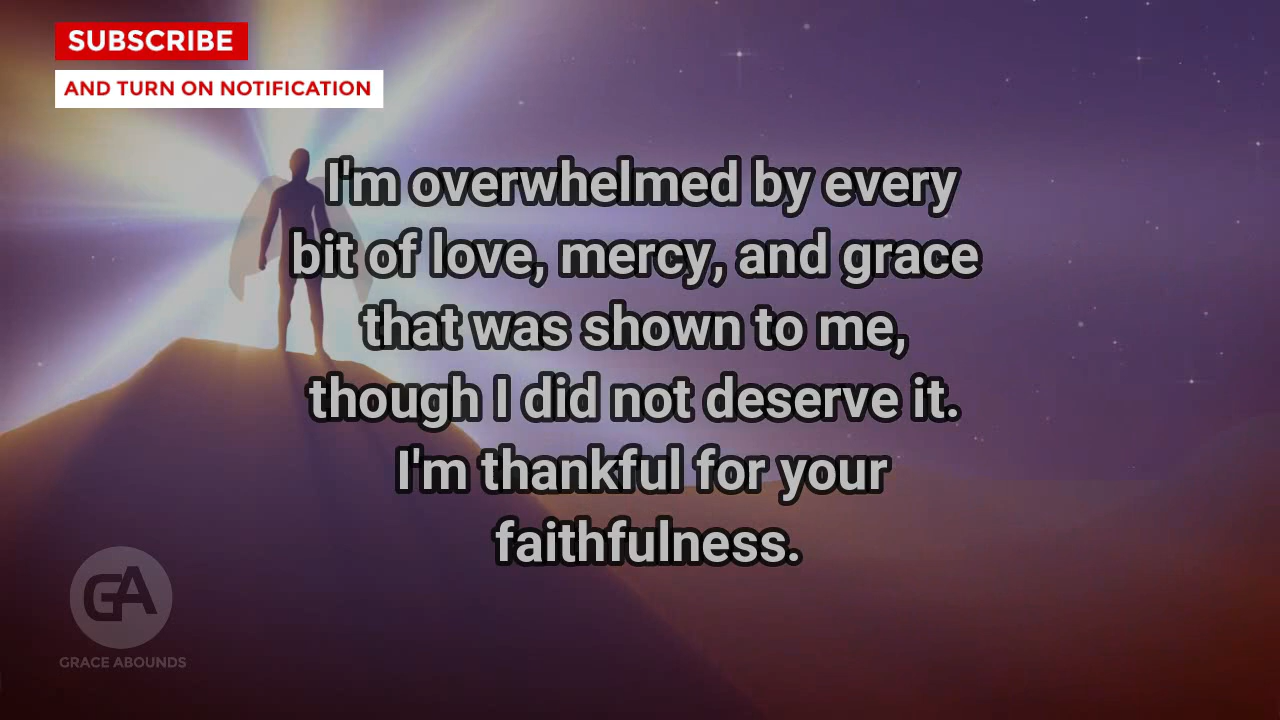 SUBSCRIBE
AND TURN ON NOTIFICATION
I'm overwhelmed by every
bit of love, mercy, and grace
that was shown to me,
though I did not deserve it.
I'm thankful for your
faithfulness.
GA
GRACE ABOUNDS